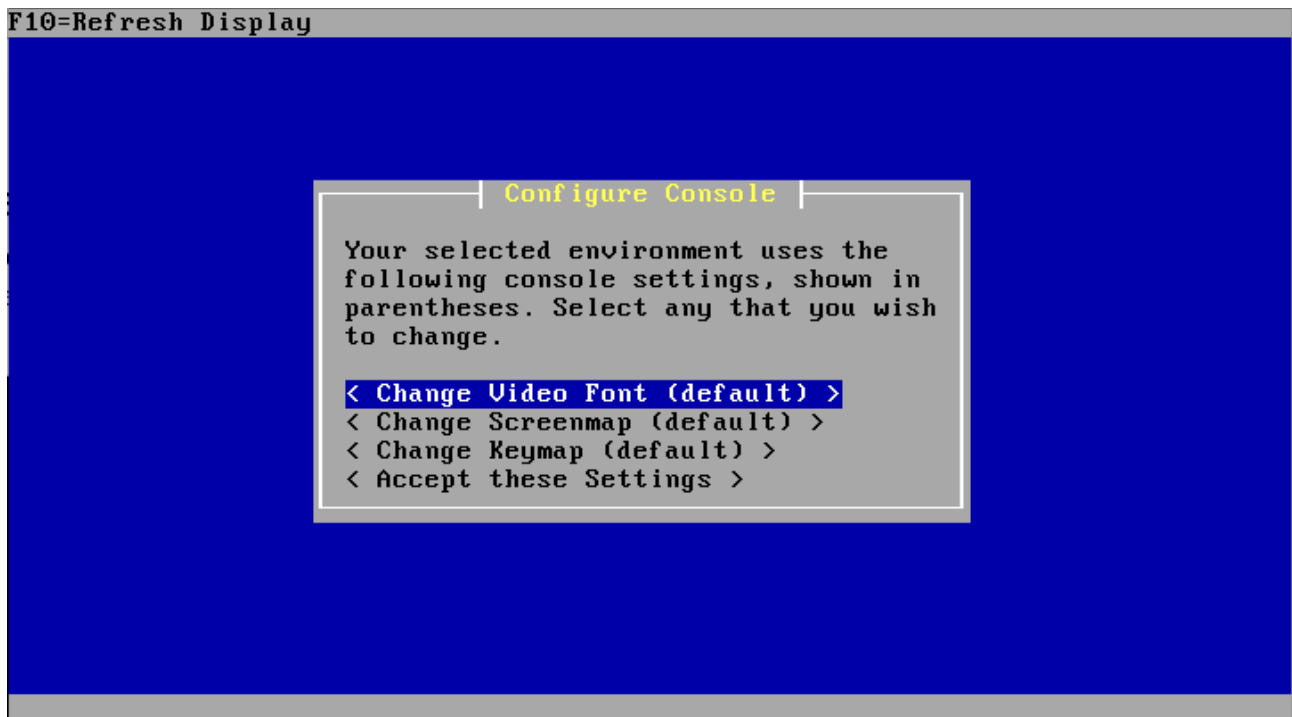 F10=Refresh Display
Configure Console
Your selected environment uses the
following console settings, shown in
parentheses. Select any that you wish
to change.
< Change Video Font (default) >
< Change Screenmap (default) >
< Change Keymap (default) >
< Accept these Settings >